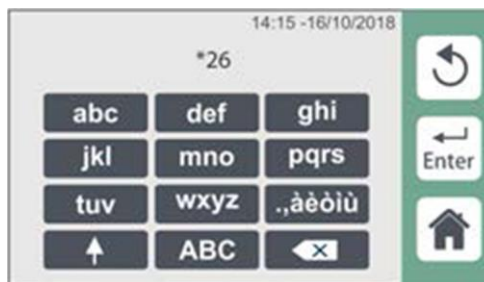 14:15 -16/10/2018
*26
abc def ghi
jkl mno pqrs
Enter
tuv wxyz .,àèòìù
ABC